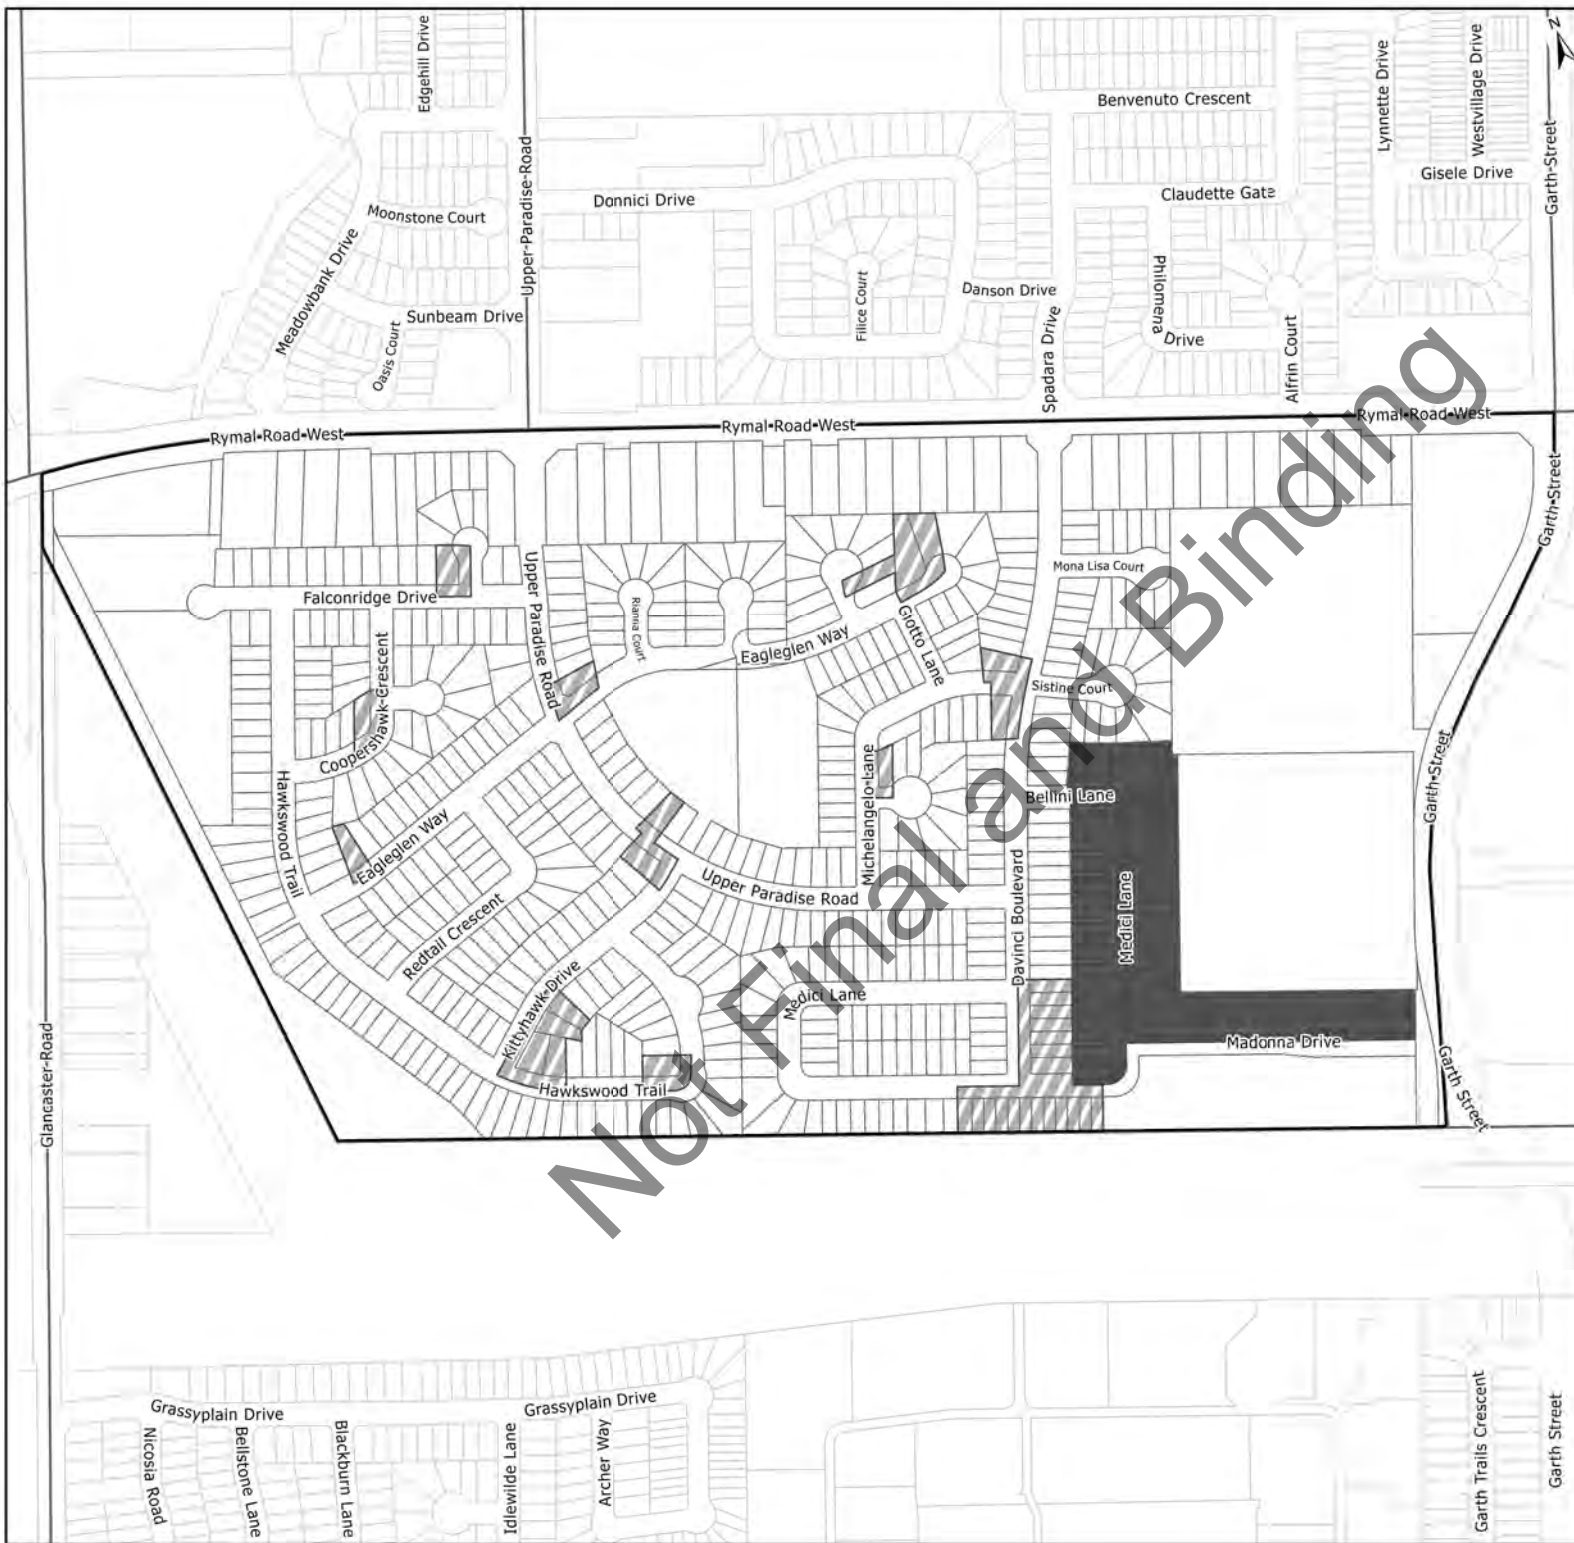 Edgehill Drive
Lynnette Drive
Westvillage Drive
Z
Benvenuto Crescent
Garth-Street
Gisele Drive
Claudette Gate
Donnici Drive
Moonstone Court
Upper-Paradise-Road
Meadowbank Drive
Philomena
Drive
Filice Court
Danson Drive
Sunbeam Drive
Oasis Court
Spadara Drive
Alfrin Court
Rymal-Road-West
Rymal-Road-West
Rymal-Road-West
Garth-Street
Mona Lisa Court
Falconridge Drive
Upper Paradise Road
Rianna Court
Eagleglen Way
Giotto Lane
Sistine Court
Coopershawk-Crescent
Garth-Street
Hawkswood Trail
Michelangelo-Lane
Bellini Lane
Eagleglen Way
Upper Paradise Road
Davinci Boulevard
Medici Lane
Redtail Crescent
Medici Lane
Kittyhawk-Drive
Madonna Drive
Hawkswood Trail
Garth Street
Glancaster-Road
Not Final and Binding
Grassyplain Drive
Grassyplain Drive
Nicosia Road
Bellstone Lane
Blackburn Lane
Idlewilde Lane
Archer Way
Garth Trails Crescent
Garth Street